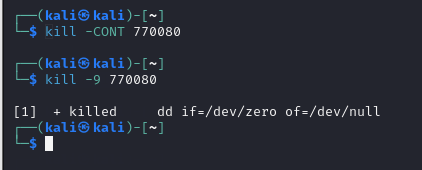 ┌──(kali㉿kali)-[~]
└─$ kill -CONT 770080
┌──(kali㉿kali)-[~]
└─$ kill -9 770080
[1]  + killed     dd if=/dev/zero of=/dev/null
┌──(kali㉿kali)-[~]
└─$